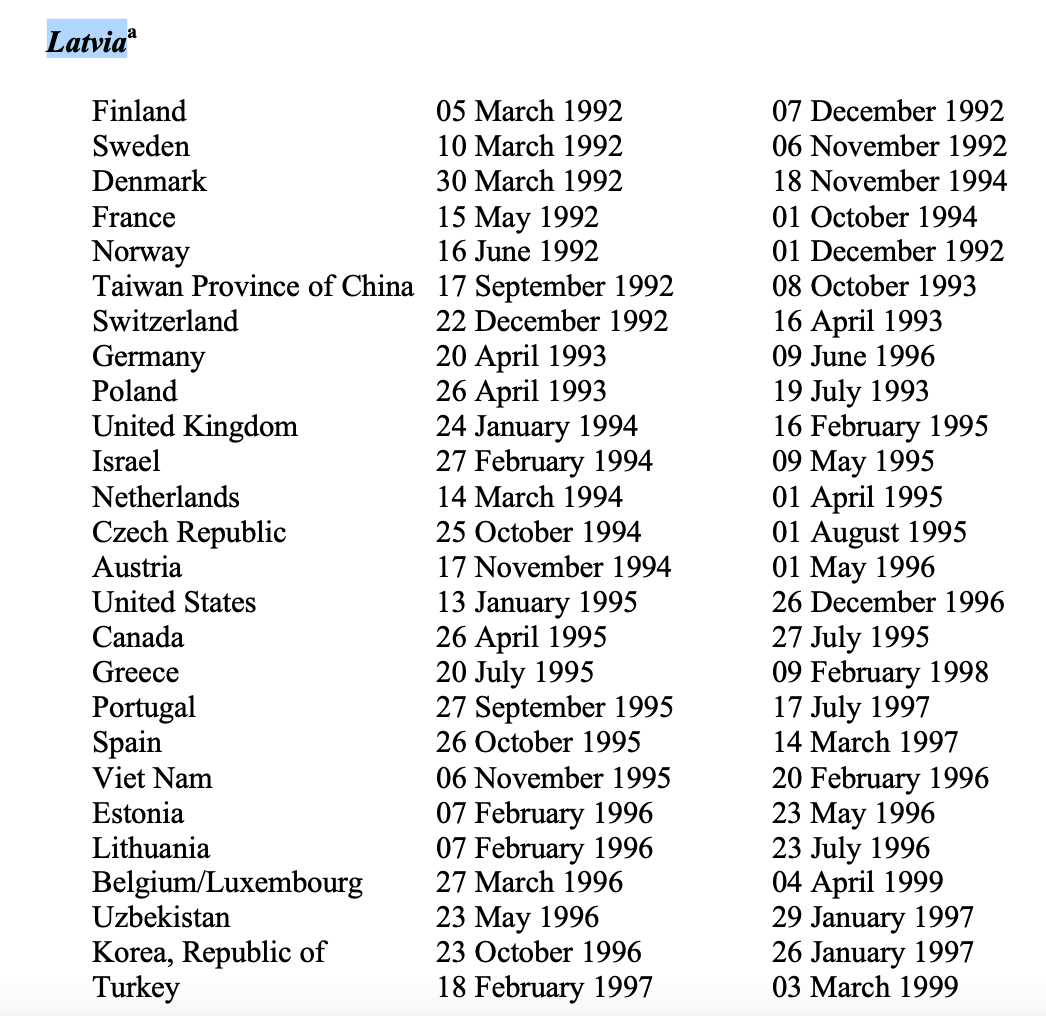 Latviaª
Finland 05 March 1992 07 December 1992
Sweden 10 March 1992 06 November 1992
Denmark 30 March 1992 18 November 1994
France 15 May 1992 01 October 1994
Norway 16 June 1992 01 December 1992
Taiwan Province of China 17 September 1992 08 October 1993
Switzerland 22 December 1992 16 April 1993
Germany 20 April 1993 09 June 1996
Poland 26 April 1993 19 July 1993
United Kingdom 24 January 1994 16 February 1995
Israel 27 February 1994 09 May 1995
Netherlands 14 March 1994 01 April 1995
Czech Republic 25 October 1994 01 August 1995
Austria 17 November 1994 01 May 1996
United States 13 January 1995 26 December 1996
Canada 26 April 1995 27 July 1995
Greece 20 July 1995 09 February 1998
Portugal 27 September 1995 17 July 1997
Spain 26 October 1995 14 March 1997
Viet Nam 06 November 1995 20 February 1996
Estonia 07 February 1996 23 May 1996
Lithuania 07 February 1996 23 July 1996
Belgium/Luxembourg 27 March 1996 04 April 1999
Uzbekistan 23 May 1996 29 January 1997
Korea, Republic of 23 October 1996 26 January 1997
Turkey 18 February 1997 03 March 1999